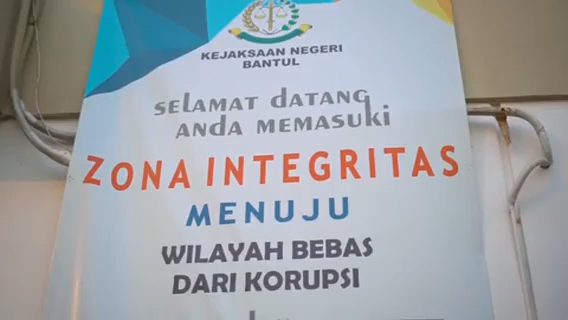 KEJAKSAAN NEGERI
BANTUL
SELAMAT DATANG
ANDA MEMASUKI
ZONA INTEGRITAS
MENUJU
WILAYAH BEBAS
DARI KORUPSI